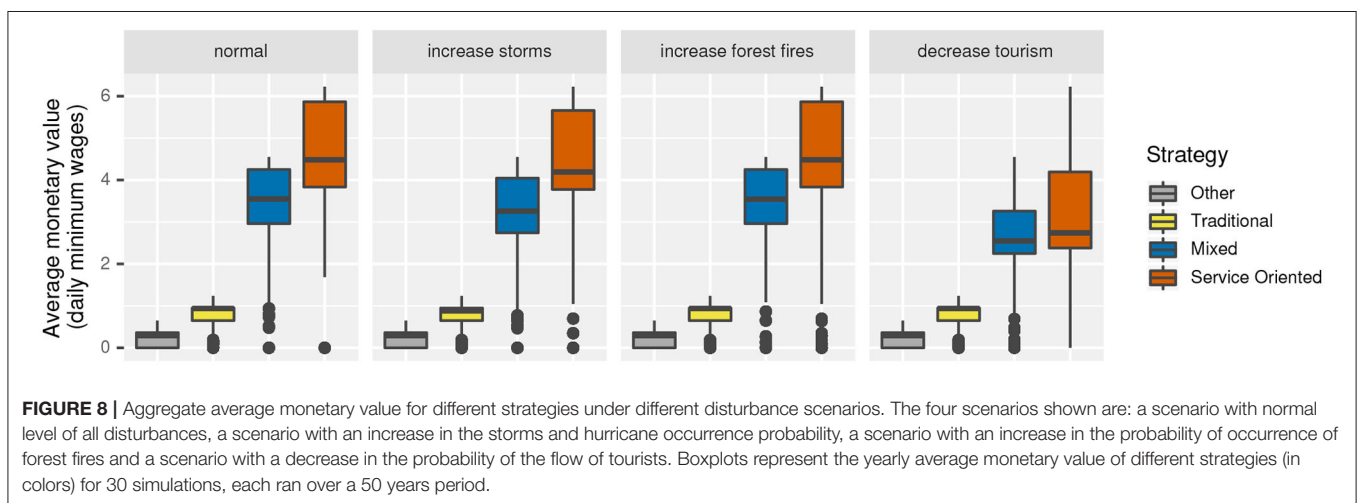 normal
increase storms
increase forest fires
decrease tourism
Average monetary value
(daily minimum wages)
6
4
2
0
Strategy
Other
Traditional
Mixed
Service Oriented
FIGURE 8 | Aggregate average monetary value for different strategies under different disturbance scenarios. The four scenarios shown are: a scenario with normal
level of all disturbances, a scenario with an increase in the storms and hurricane occurrence probability, a scenario with an increase in the probability of occurrence of
forest fires and a scenario with a decrease in the probability of the flow of tourists. Boxplots represent the yearly average monetary value of different strategies (in
colors) for 30 simulations, each ran over a 50 years period.